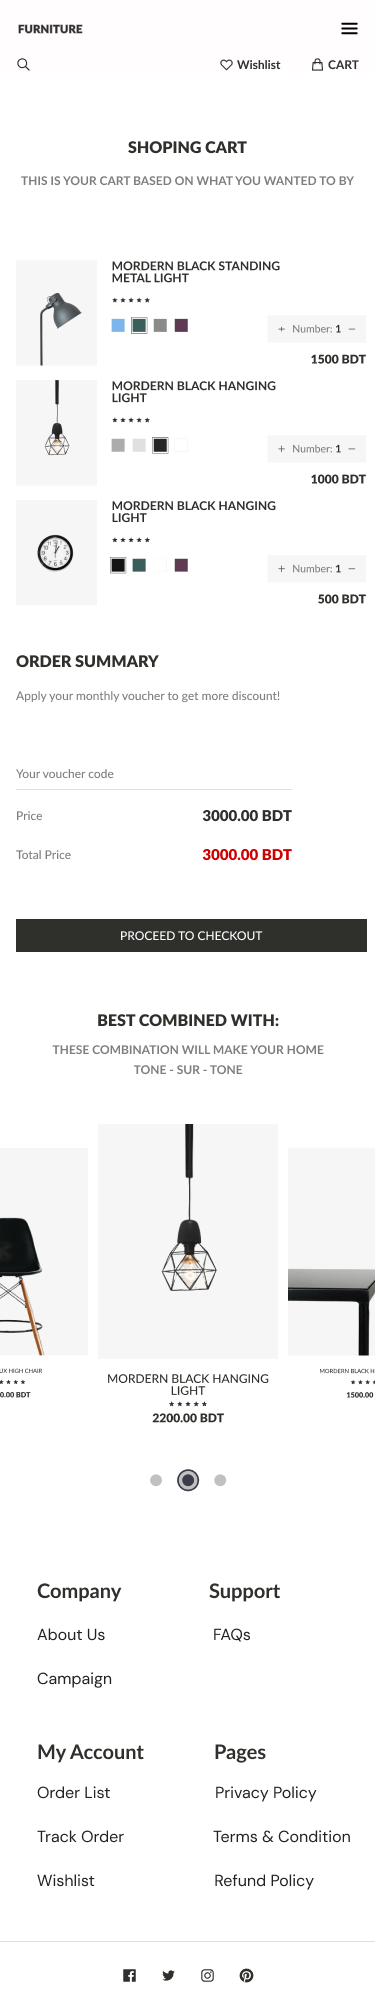 FURNITURE
Wishlist CART
SHOPING CART
THIS IS YOUR CART BASED ON WHAT YOU WANTED TO BY
MORDERN BLACK STANDING
METAL LIGHT
+ Number: 1 −
1500 BDT
MORDERN BLACK HANGING
LIGHT
+ Number: 1 −
1000 BDT
MORDERN BLACK HANGING
LIGHT
+ Number: 1 −
500 BDT
ORDER SUMMARY
Apply your monthly voucher to get more discount!
Your voucher code
Price 3000.00 BDT
Total Price 3000.00 BDT
PROCEED TO CHECKOUT
BEST COMBINED WITH:
THESE COMBINATION WILL MAKE YOUR HOME
TONE - SUR - TONE
UX HIGH CHAIR
0.00 BDT
MORDERN BLACK HANGING
LIGHT
2200.00 BDT
MORDERN BLACK H
1500.00
Company Support
About Us FAQs
Campaign
My Account Pages
Order List Privacy Policy
Track Order Terms & Condition
Wishlist Refund Policy